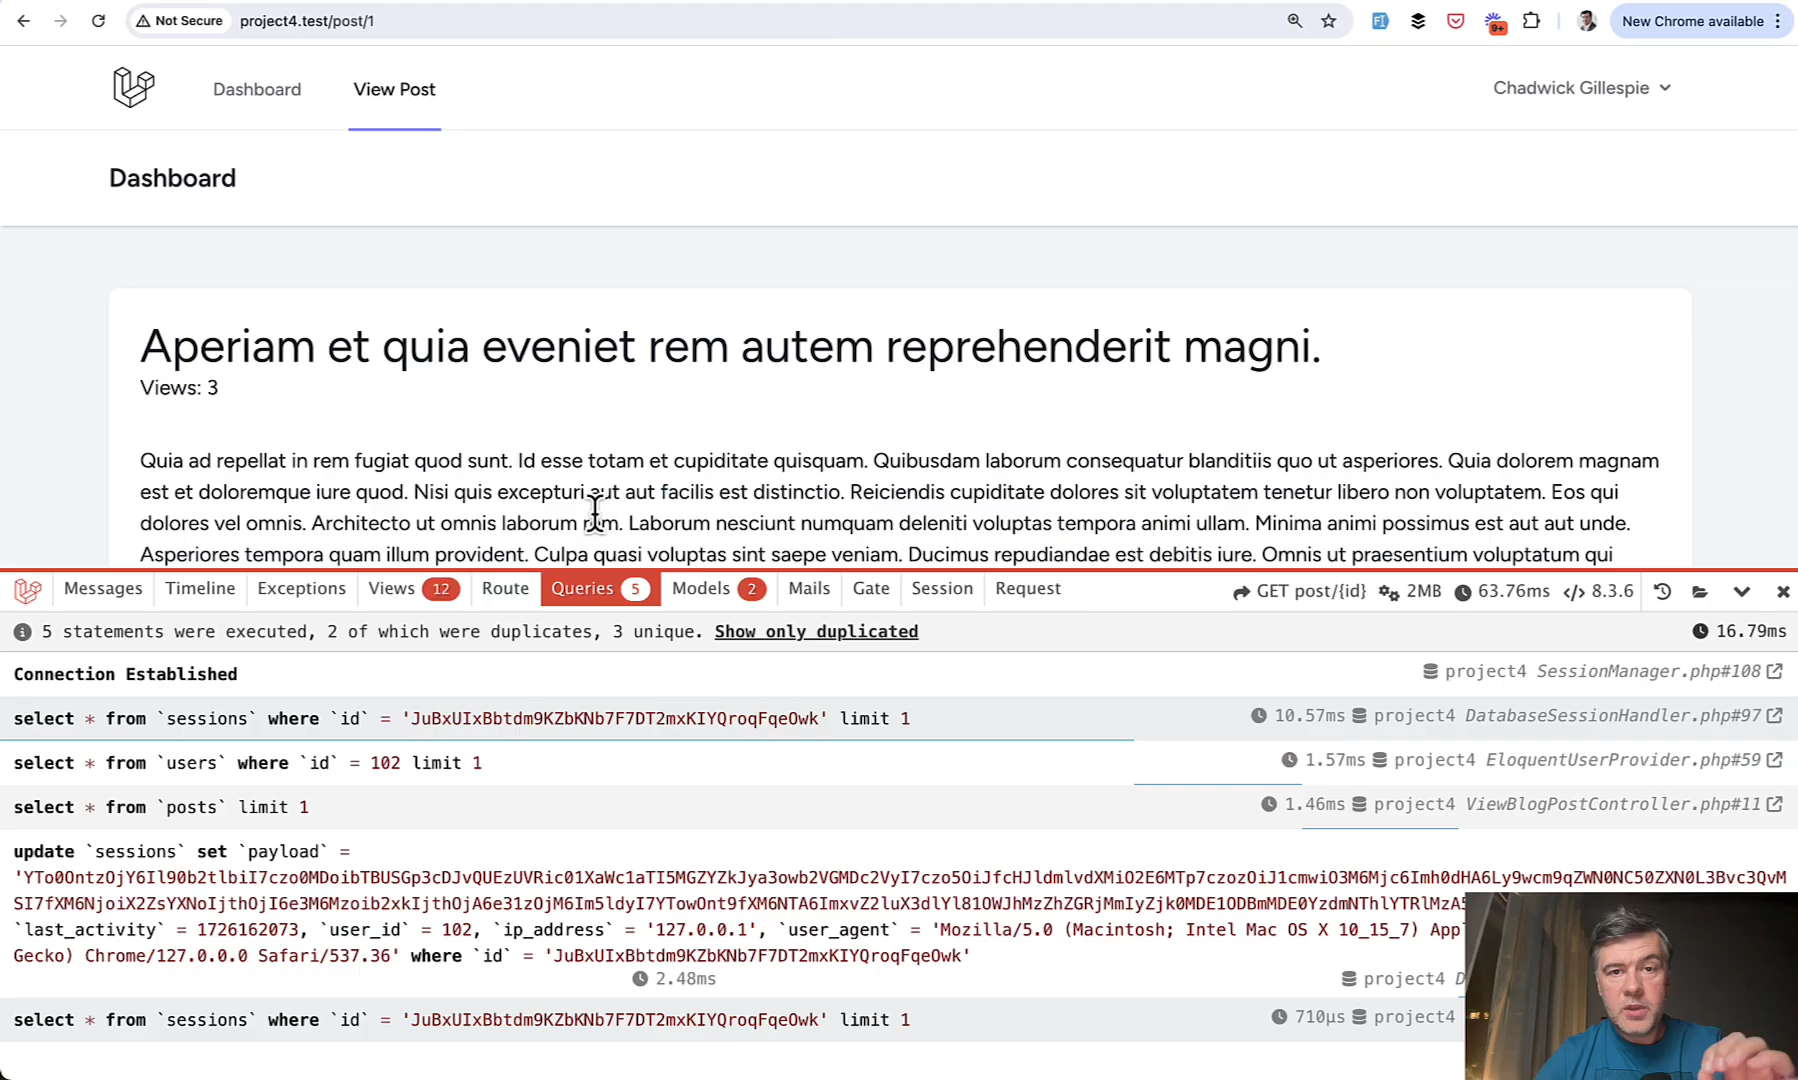 Not Secure project4.test/post/1 9+ New Chrome available
Dashboard View Post Chadwick Gillespie
Dashboard
Aperiam et quia eveniet rem autem reprehenderit magni.
Views: 3
Quia ad repellat in rem fugiat quod sunt. Id esse totam et cupiditate quisquam. Quibusdam laborum consequatur blanditiis quo ut asperiores. Quia dolorem magnam
est et doloremque iure quod. Nisi quis excepturi aut aut facilis est distinctio. Reiciendis cupiditate dolores sit voluptatem tenetur libero non voluptatem. Eos qui
dolores vel omnis. Architecto ut omnis laborum rem. Laborum nesciunt numquam deleniti voluptas tempora animi ullam. Minima animi possimus est aut aut unde.
Asperiores tempora quam illum provident. Culpa quasi voluptas sint saepe veniam. Ducimus repudiandae est debitis iure. Omnis ut praesentium voluptatum qui
Messages Timeline Exceptions Views 12 Route Queries 5 Models 2 Mails Gate Session Request GET post/{id} 2MB 63.76ms 8.3.6
5 statements were executed, 2 of which were duplicates, 3 unique. Show only duplicated 16.79ms
Connection Established project4 SessionManager.php#108
select * from `sessions` where `id` = 'JuBxUIxBbtdm9KZbKNb7F7DT2mxKIYQroqFqeOwk' limit 1 10.57ms project4 DatabaseSessionHandler.php#97
select * from `users` where `id` = 102 limit 1 1.57ms project4 EloquentUserProvider.php#59
select * from `posts` limit 1 1.46ms project4 ViewBlogPostController.php#11
update `sessions` set `payload` =
`last_activity` = 1726162073, `user_id` = 102, `ip_address` = '127.0.0.1', `user_agent` = 'Mozilla/5.0 (Macintosh; Intel Mac OS X 10_15_7) Appl
Gecko) Chrome/127.0.0.0 Safari/537.36' where `id` = 'JuBxUIxBbtdm9KZbKNb7F7DT2mxKIYQroqFqeOwk'
2.48ms project4 D
select * from `sessions` where `id` = 'JuBxUIxBbtdm9KZbKNb7F7DT2mxKIYQroqFqeOwk' limit 1 710μs project4